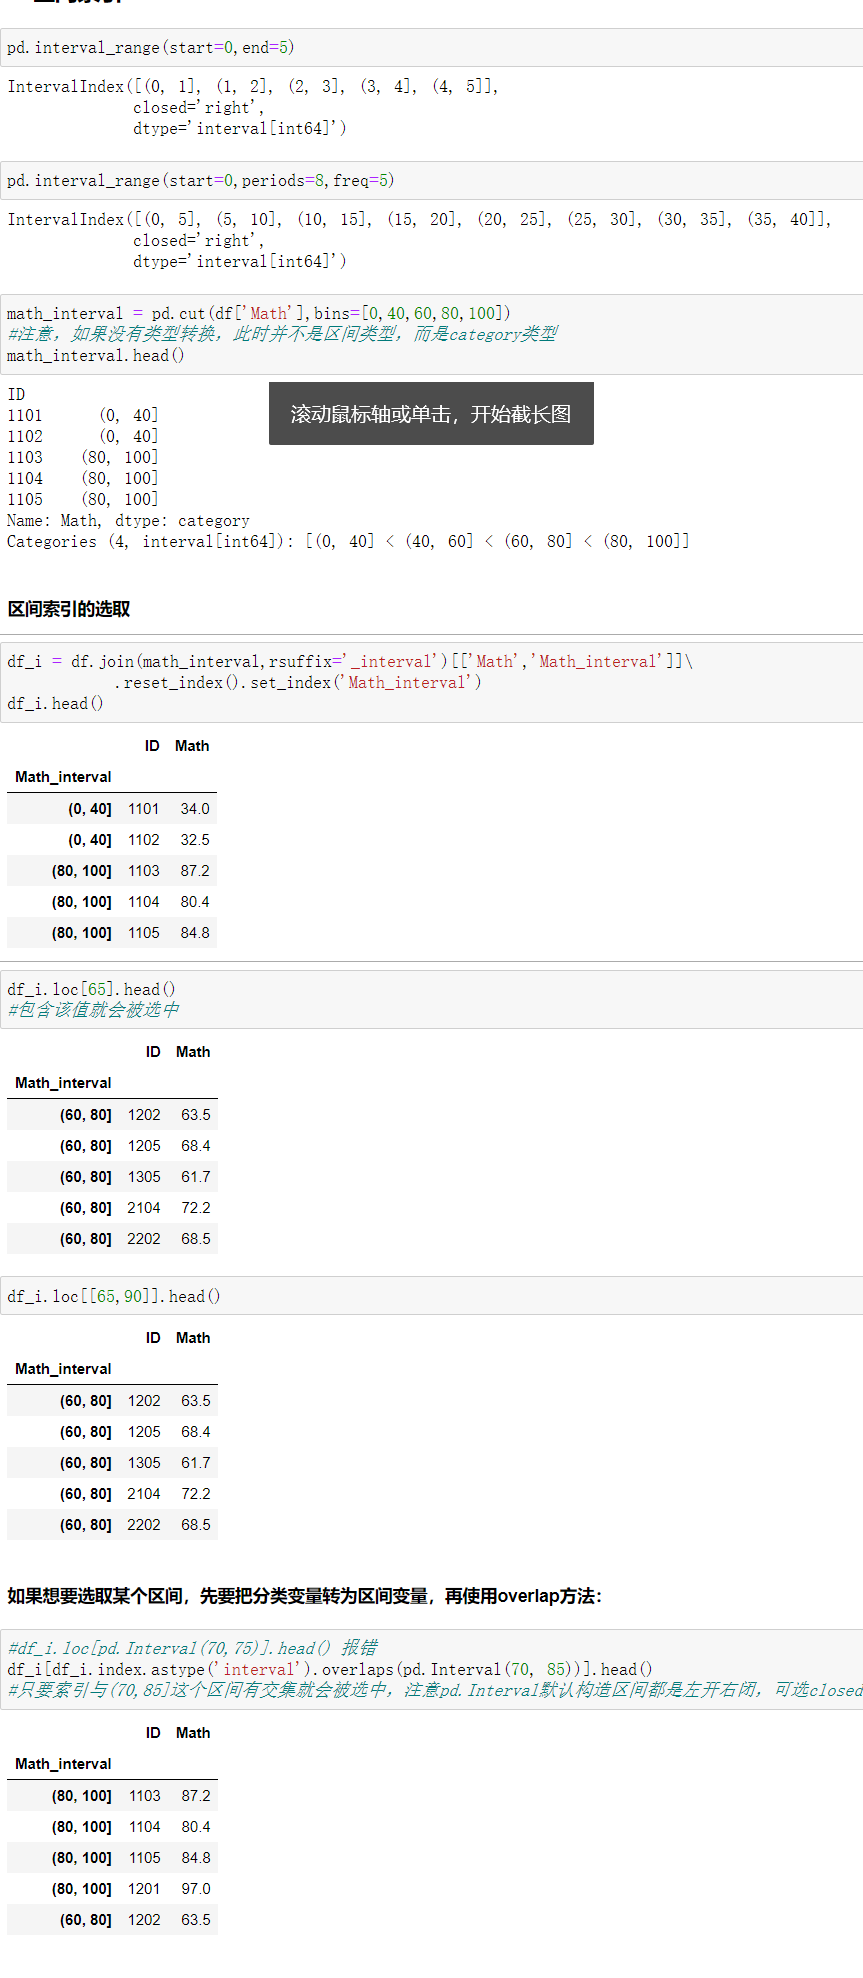 pd.interval_range(start=0,end=5)
IntervalIndex([(0, 1], (1, 2], (2, 3], (3, 4], (4, 5]],
closed='right',
dtype='interval[int64]')
pd.interval_range(start=0,periods=8,freq=5)
IntervalIndex([(0, 5], (5, 10], (10, 15], (15, 20], (20, 25], (25, 30], (30, 35], (35, 40]],
closed='right',
dtype='interval[int64]')
math_interval = pd.cut(df['Math'],bins=[0,40,60,80,100])
#注意，如果没有类型转换，此时并不是区间类型，而是category类型
math_interval.head()
ID
1101 (0, 40]
1102 (0, 40]
1103 (80, 100]
1104 (80, 100]
1105 (80, 100]
滚动鼠标轴或单击，开始截长图
Name: Math, dtype: category
Categories (4, interval[int64]): [(0, 40] < (40, 60] < (60, 80] < (80, 100]]
区间索引的选取
df_i = df.join(math_interval,rsuffix='_interval')[['Math','Math_interval']]\
.reset_index().set_index('Math_interval')
df_i.head()
ID Math
Math_interval
(0, 40] 1101 34.0
(0, 40] 1102 32.5
(80, 100] 1103 87.2
(80, 100] 1104 80.4
(80, 100] 1105 84.8
df_i.loc[65].head()
#包含该值就会被选中
ID Math
Math_interval
(60, 80] 1202 63.5
(60, 80] 1205 68.4
(60, 80] 1305 61.7
(60, 80] 2104 72.2
(60, 80] 2202 68.5
df_i.loc[[65,90]].head()
ID Math
Math_interval
(60, 80] 1202 63.5
(60, 80] 1205 68.4
(60, 80] 1305 61.7
(60, 80] 2104 72.2
(60, 80] 2202 68.5
如果想要选取某个区间，先要把分类变量转为区间变量，再使用overlap方法：
#df_i.loc[pd.Interval(70,75)].head() 报错
df_i[df_i.index.astype('interval').overlaps(pd.Interval(70, 85))].head()
#只要索引与(70,85]这个区间有交集就会被选中，注意pd.Interval默认构造区间都是左开右闭，可选closed
ID Math
Math_interval
(80, 100] 1103 87.2
(80, 100] 1104 80.4
(80, 100] 1105 84.8
(80, 100] 1201 97.0
(60, 80] 1202 63.5